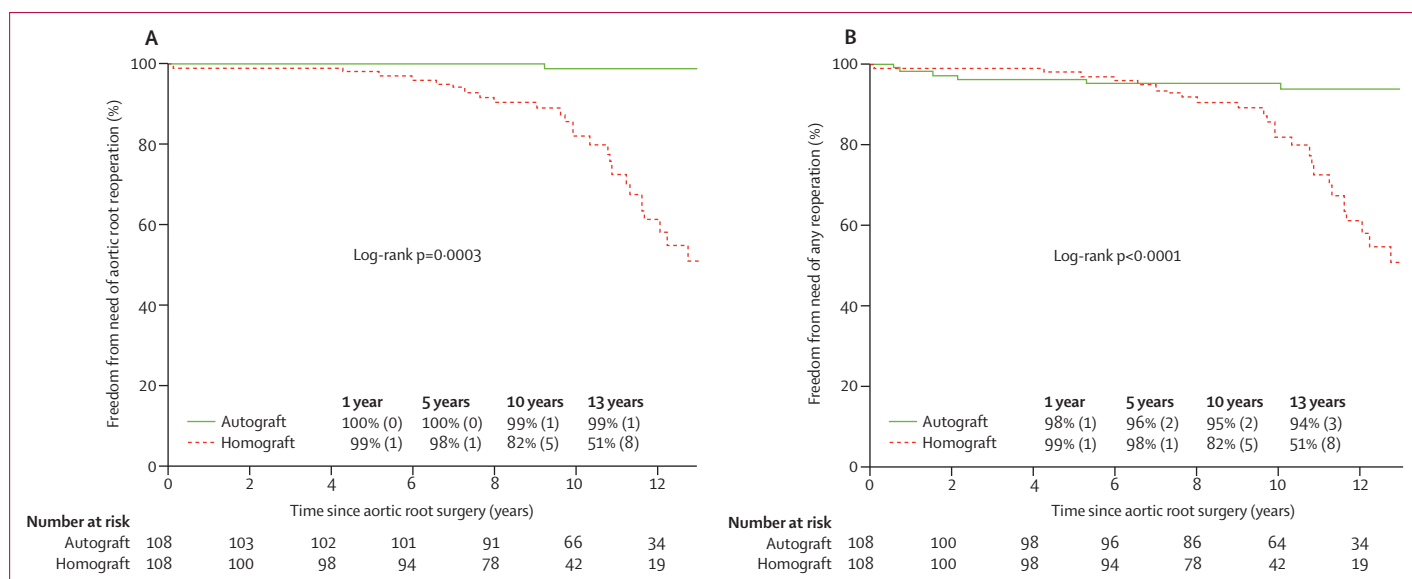 A
Freedom from need of aortic root reoperation (%)
100
80
60
40
20
0
Log-rank p=0·0003
1 year 5 years 10 years 13 years
Autograft 100% (0) 100% (0) 99% (1) 99% (1)
Homograft 99% (1) 98% (1) 82% (5) 51% (8)
0 2 4 6 8 10 12
Time since aortic root surgery (years)
Number at risk
Autograft 108 103 102 101 91 66 34
Homograft 108 100 98 94 78 42 19
B
Freedom from need of any reoperation (%)
100
80
60
40
20
0
Log-rank p<0·0001
1 year 5 years 10 years 13 years
Autograft 98% (1) 96% (2) 95% (2) 94% (3)
Homograft 99% (1) 98% (1) 82% (5) 51% (8)
0 2 4 6 8 10 12
Time since aortic root surgery (years)
Number at risk
Autograft 108 100 98 96 86 64 34
Homograft 108 100 98 94 78 42 19